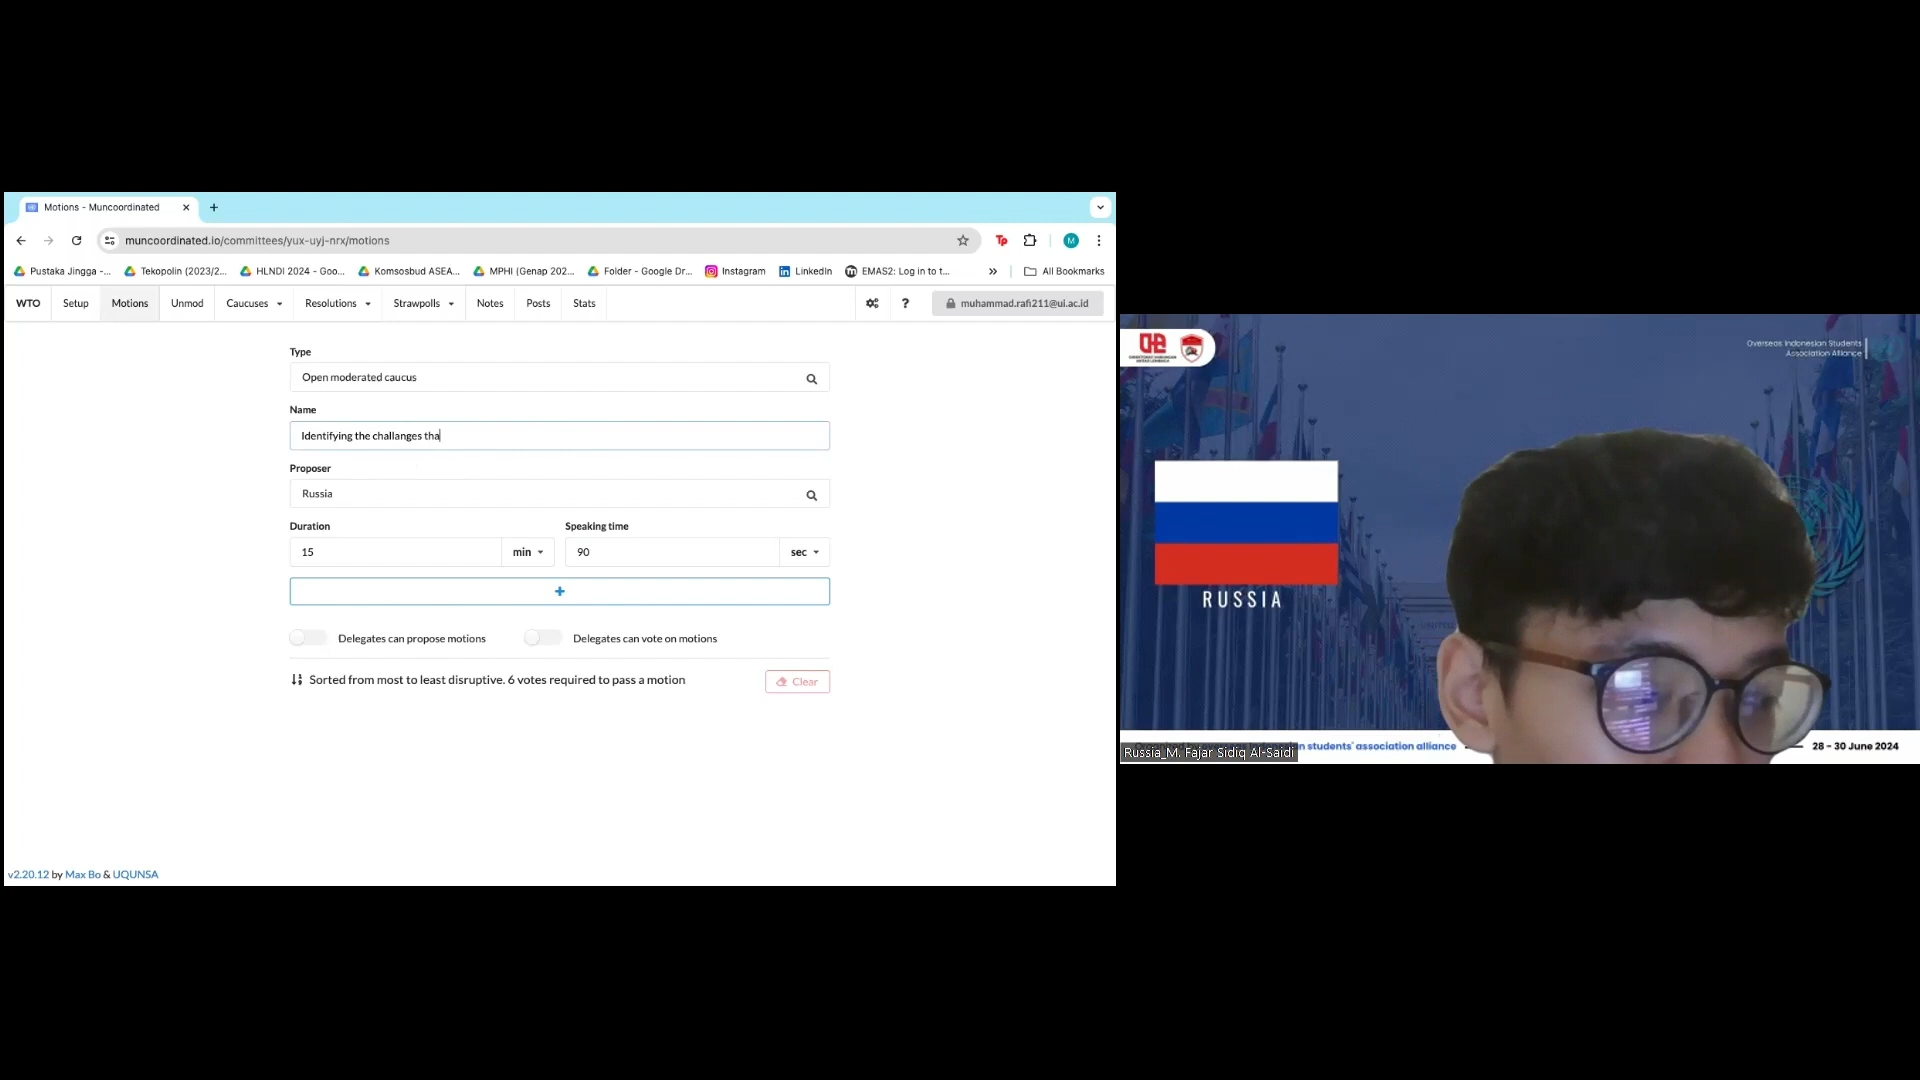 Motions - Muncoordinated
muncoordinated.io/committees/yux-uyj-nrx/motions
Pustaka Jingga -... Tekopolin (2023/2... HLNDI 2024 - Goo... Komsosbud ASEA... MPHI (Genap 202... Folder - Google Dr... Instagram LinkedIn EMAS2: Log in to t... » All Bookmarks
WTO Setup Motions Unmod Caucuses Resolutions Strawpolls Notes Posts Stats ? muhammad.rafi211@ui.ac.id
Type
Open moderated caucus
Name
Identifying the challanges tha
Proposer
Russia
Duration Speaking time
15 min 90 sec
+
Delegates can propose motions Delegates can vote on motions
Sorted from most to least disruptive. 6 votes required to pass a motion Clear
v2.20.12 by Max Bo & UQUNSA
Overseas Indonesian Students
Association Alliance
RUSSIA
Russia_M. Fajar Sidiq Al-Saidi
n students' association alliance
28 - 30 June 2024